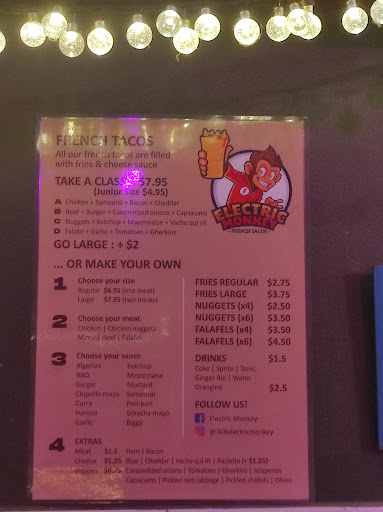 FRENCH TACOS
All our french tacos are filled
with fries & cheese sauce
TAKE A CLASSIC $7.95
(Junior Size $4.95)
A Chicken + Samourai + Bacon + Cheddar
B Beef + Burger + Caramelized onions + Capsicums
C Nuggets + Ketchup + Mayonnaise + Vache qui rit
D Falafel + Garlic + Tomatoes + Gherkins
GO LARGE : + $2
ELECTRIC
MONKEY
FRENCH TACOS
... OR MAKE YOUR OWN
1 Choose your size
Regular $6.95 (one meat)
Large $7.95 (two meats)
2 Choose your meat
Chicken | Chicken nuggets
Minced Beef | Falafel
3 Choose your sauce
Algerian Ketchup
BBQ Mayonnaise
Burger Mustard
Chipotle mayo Samourai
Curry Peri-peri
Harissa Sriracha mayo
Garlic Biggy
FRIES REGULAR $2.75
FRIES LARGE $3.75
NUGGETS (x4) $2.50
NUGGETS (x6) $3.50
FALAFELS (x4) $3.50
FALAFELS (x6) $4.50
DRINKS $1.5
Coke | Sprite | Tonic
Ginger Ale | Water
Orangina $2.5
FOLLOW US!
Electric Monkey
@308electricmonkey
4 EXTRAS
Meat $1.5 Ham | Bacon
Cheese $1.25 Blue | Cheddar | Vache qui rit | Raclette (+ $1.25)
Veggies $0.75 Caramelized onions | Tomatoes | Gherkins | Jalapenos
Capsicums | Pickled red cabbage | Pickled shallots | Olives